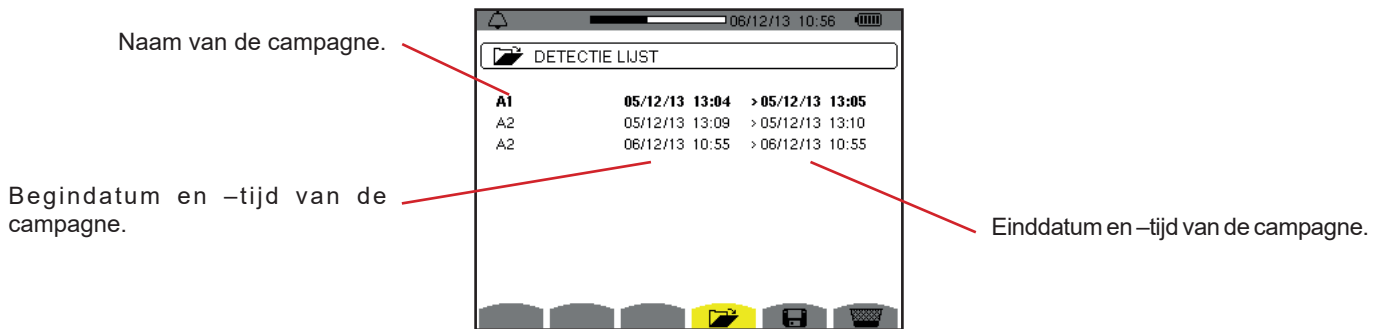 06/12/13 10:56
Naam van de campagne.
DETECTIE LIJST
A1 05/12/13 13:04 > 05/12/13 13:05
A2 05/12/13 13:09 > 05/12/13 13:10
A2 06/12/13 10:55 > 06/12/13 10:55
Begindatum en –tijd van de
campagne.
Einddatum en –tijd van de campagne.